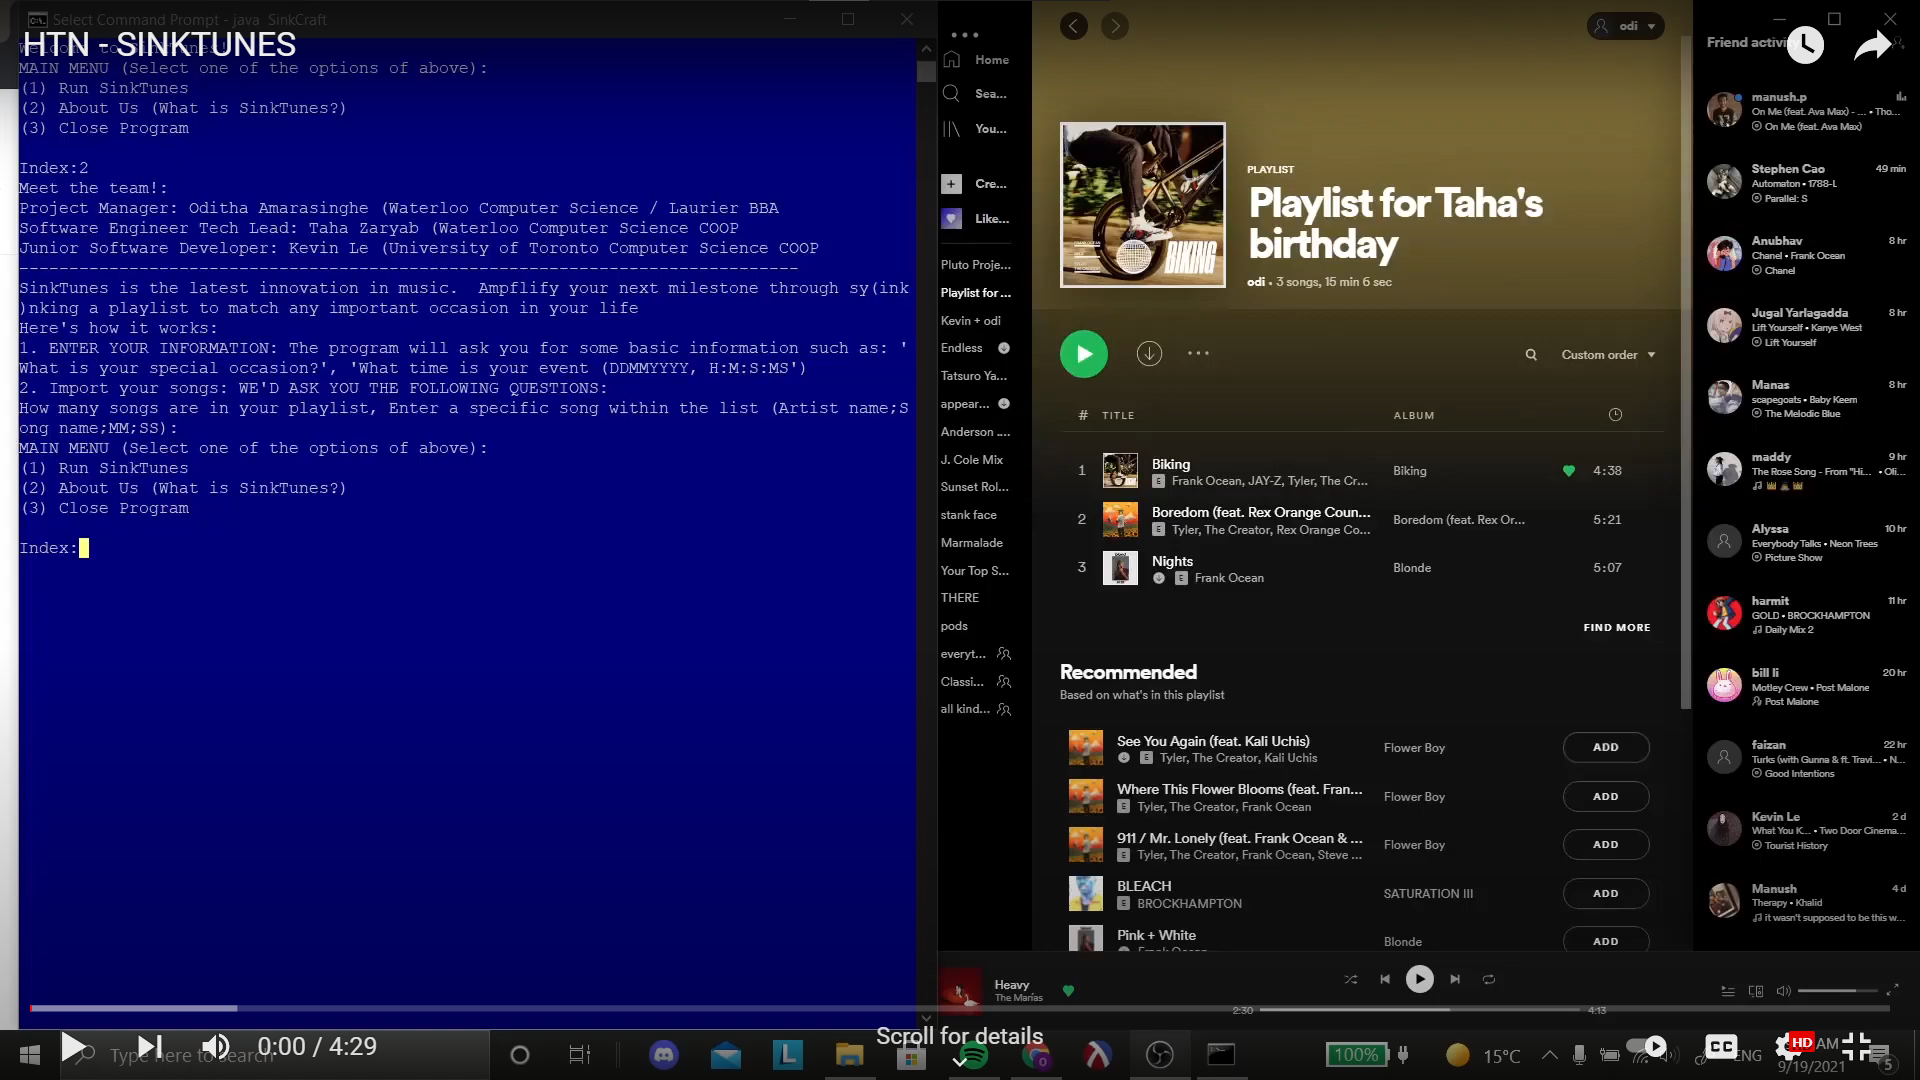 Select Command Prompt - java SinkCraft
HTN - SINKTUNES
MAIN MENU (Select one of the options of above):
(1) Run SinkTunes
(2) About Us (What is SinkTunes?)
(3) Close Program
Index:2
Meet the team!:
Project Manager: Oditha Amarasinghe (Waterloo Computer Science / Laurier BBA
Software Engineer Tech Lead: Taha Zaryab (Waterloo Computer Science COOP
Junior Software Developer: Kevin Le (University of Toronto Computer Science COOP
------------------------------------------------------------------------------
SinkTunes is the latest innovation in music.  Ampflify your next milestone through sy(ink
)nking a playlist to match any important occasion in your life
Here's how it works:
1. ENTER YOUR INFORMATION: The program will ask you for some basic information such as: '
What is your special occasion?', 'What time is your event (DDMMYYYY, H:M:S:MS')
2. Import your songs: WE'D ASK YOU THE FOLLOWING QUESTIONS:
How many songs are in your playlist, Enter a specific song within the list (Artist name;S
ong name;MM;SS):
MAIN MENU (Select one of the options of above):
(1) Run SinkTunes
(2) About Us (What is SinkTunes?)
(3) Close Program
Index:
Home
Sea...
You...
Cre...
Like...
Pluto Proje...
Playlist for ...
Kevin + odi
Endless
Tatsuro Ya...
appear...
Anderson ....
J. Cole Mix
Sunset Rol...
stank face
Marmalade
Your Top S...
THERE
pods
everyt...
Classi...
all kind...
odi
PLAYLIST
Playlist for Taha's
birthday
odi • 3 songs, 15 min 6 sec
BIKING
Custom order
# TITLE ALBUM
1 Biking Biking 4:38
E Frank Ocean, JAY-Z, Tyler, The Cr...
2 Boredom (feat. Rex Orange Coun... Boredom (feat. Rex Or... 5:21
E Tyler, The Creator, Rex Orange Co...
3 Nights Blonde 5:07
E Frank Ocean
FIND MORE
Recommended
Based on what's in this playlist
See You Again (feat. Kali Uchis) Flower Boy ADD
E Tyler, The Creator, Kali Uchis
Where This Flower Blooms (feat. Fran... Flower Boy ADD
E Tyler, The Creator, Frank Ocean
911 / Mr. Lonely (feat. Frank Ocean & ... Flower Boy ADD
E Tyler, The Creator, Frank Ocean, Steve ...
BLEACH SATURATION III ADD
E BROCKHAMPTON
Pink + White Blonde ADD
Frank Ocean
Friend activity
manush.p
On Me (feat. Ava Max) - ... • Tho...
On Me (feat. Ava Max)
Stephen Cao 49 min
Automaton • 1788-L
Parallel: S
Anubhav 8 hr
Chanel • Frank Ocean
Chanel
Jugal Yarlagadda 8 hr
Lift Yourself • Kanye West
Lift Yourself
Manas 8 hr
scapegoats • Baby Keem
The Melodic Blue
maddy 9 hr
The Rose Song - From "Hi... • Oli...
Alyssa 10 hr
Everybody Talks • Neon Trees
Picture Show
harmit 11 hr
GOLD • BROCKHAMPTON
Daily Mix 2
bill li 20 hr
Motley Crew • Post Malone
Post Malone
faizan 22 hr
Turks (with Gunna & ft. Travi... • N...
Good Intentions
Kevin Le 2 d
What You K... • Two Door Cinema...
Tourist History
Manush 4 d
Therapy • Khalid
it wasn't supposed to be this w...
Heavy
The Marías
2:30 4:13
Scroll for details
Type here to search
0:00 / 4:29
100%
15°C
CC
ENG
HD
AM
9/19/2021
5